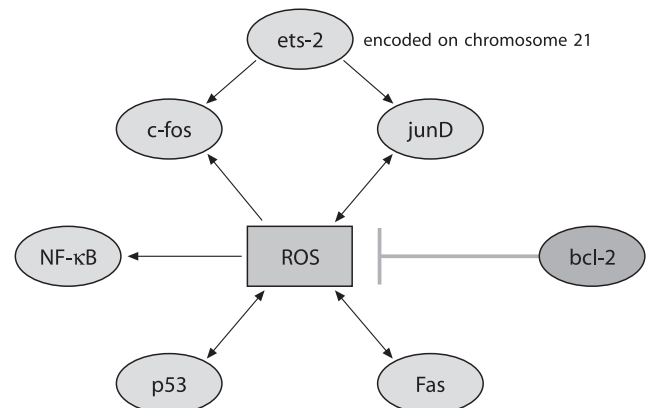 ets-2 encoded on chromosome 21
c-fos junD
NF-κB ROS bcl-2
p53 Fas